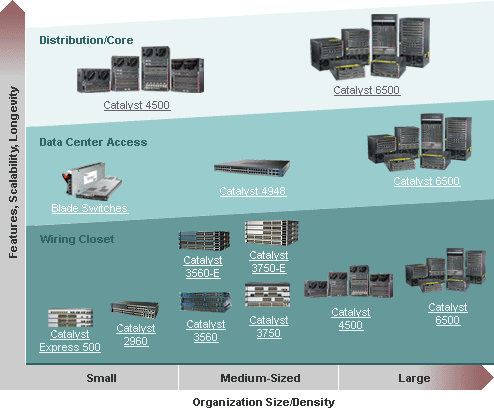 Features, Scalability, Longevity
Distribution/Core
Catalyst 4500
Catalyst 6500
Data Center Access
Blade Switches
Catalyst 4948
Catalyst 6500
Wiring Closet
Catalyst
3560-E
Catalyst
3750-E
Catalyst
Express 500
Catalyst
2960
Catalyst
3560
Catalyst
3750
Catalyst
4500
Catalyst
6500
Small
Medium-Sized
Large
Organization Size/Density